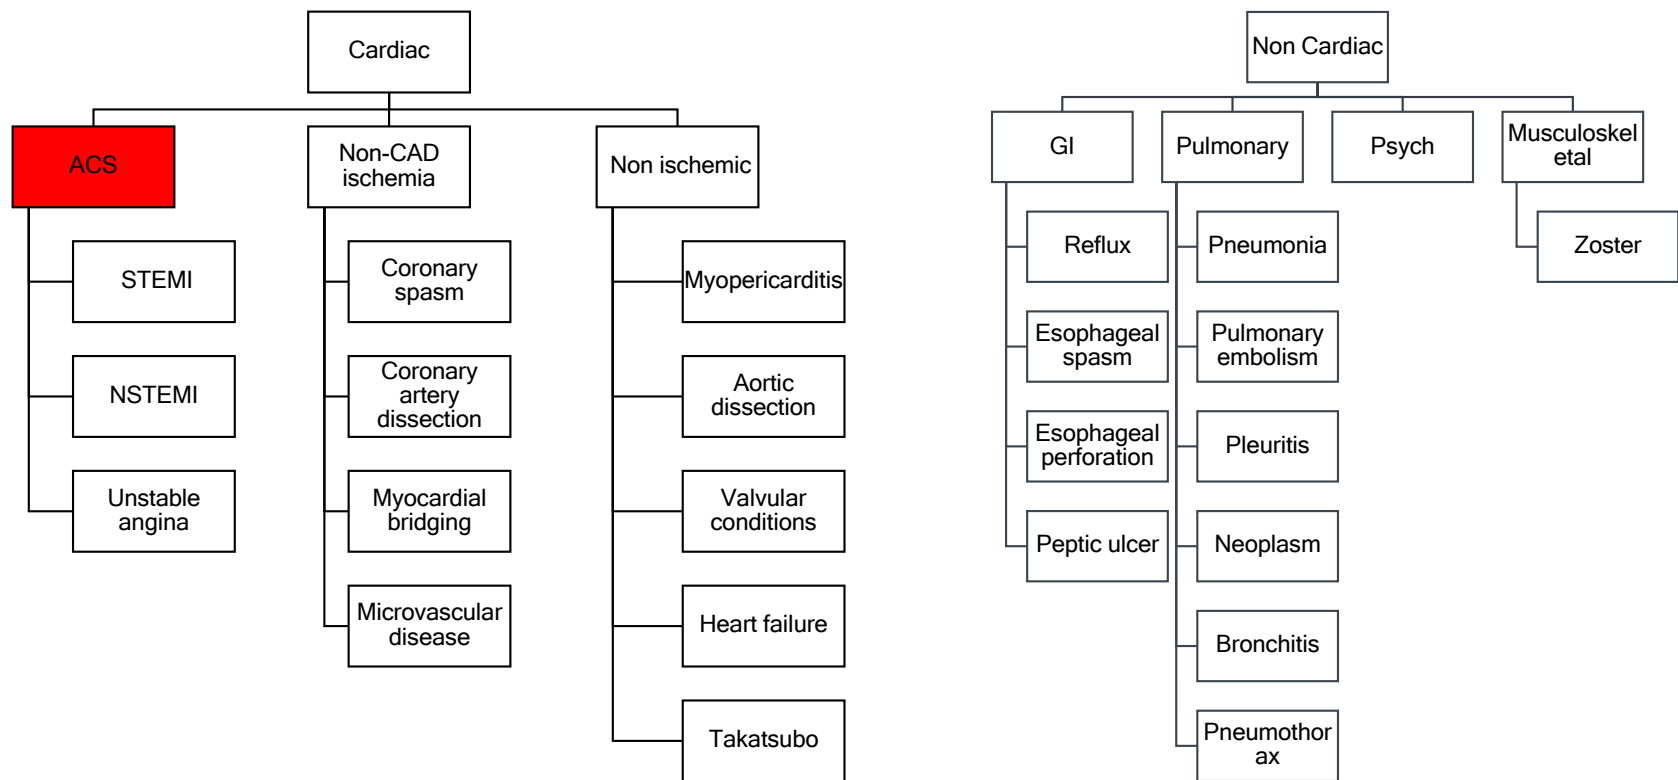 Cardiac
ACS
STEMI
NSTEMI
Unstable
angina
Non-CAD
ischemia
Coronary
spasm
Coronary
artery
dissection
Myocardial
bridging
Microvascular
disease
Non ischemic
Myopericarditis
Aortic
dissection
Valvular
conditions
Heart failure
Takatsubo
Non Cardiac
GI
Reflux
Esophageal
spasm
Esophageal
perforation
Peptic ulcer
Pulmonary
Pneumonia
Pulmonary
embolism
Pleuritis
Neoplasm
Bronchitis
Pneumothor
ax
Psych
Musculoskel
etal
Zoster